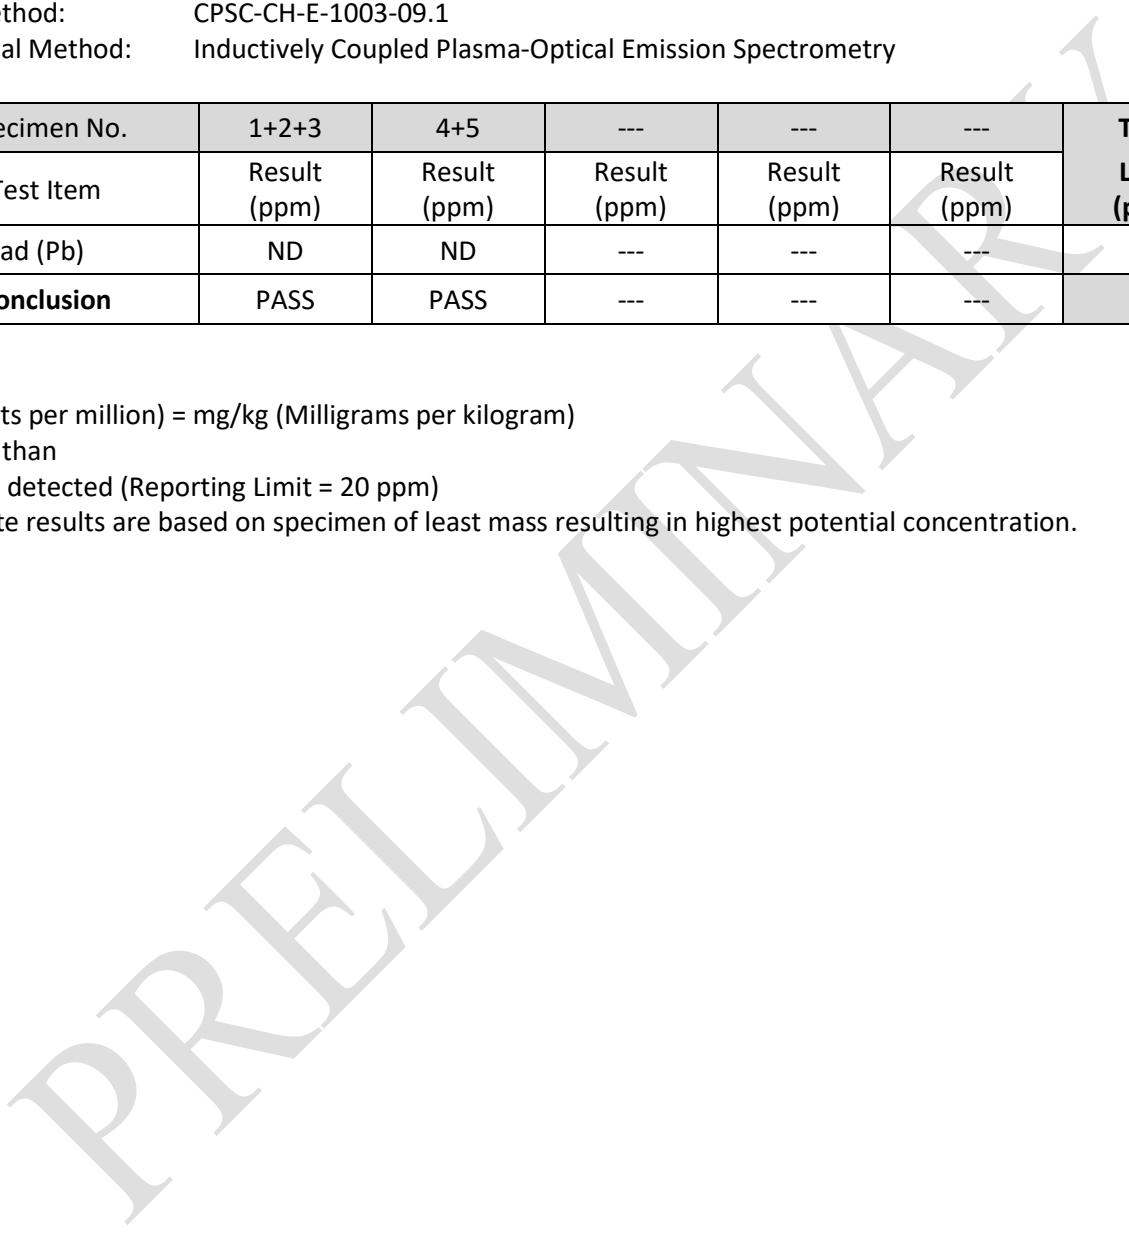 ethod: CPSC-CH-E-1003-09.1
al Method: Inductively Coupled Plasma-Optical Emission Spectrometry
ecimen No. 1+2+3 4+5 --- --- --- T
Test Item Result (ppm) Result (ppm) Result (ppm) Result (ppm) Result (ppm) L (p
ad (Pb) ND ND --- --- ---
onclusion PASS PASS --- --- ---
ts per million) = mg/kg (Milligrams per kilogram)
than
detected (Reporting Limit = 20 ppm)
te results are based on specimen of least mass resulting in highest potential concentration.
PRELIMINARY